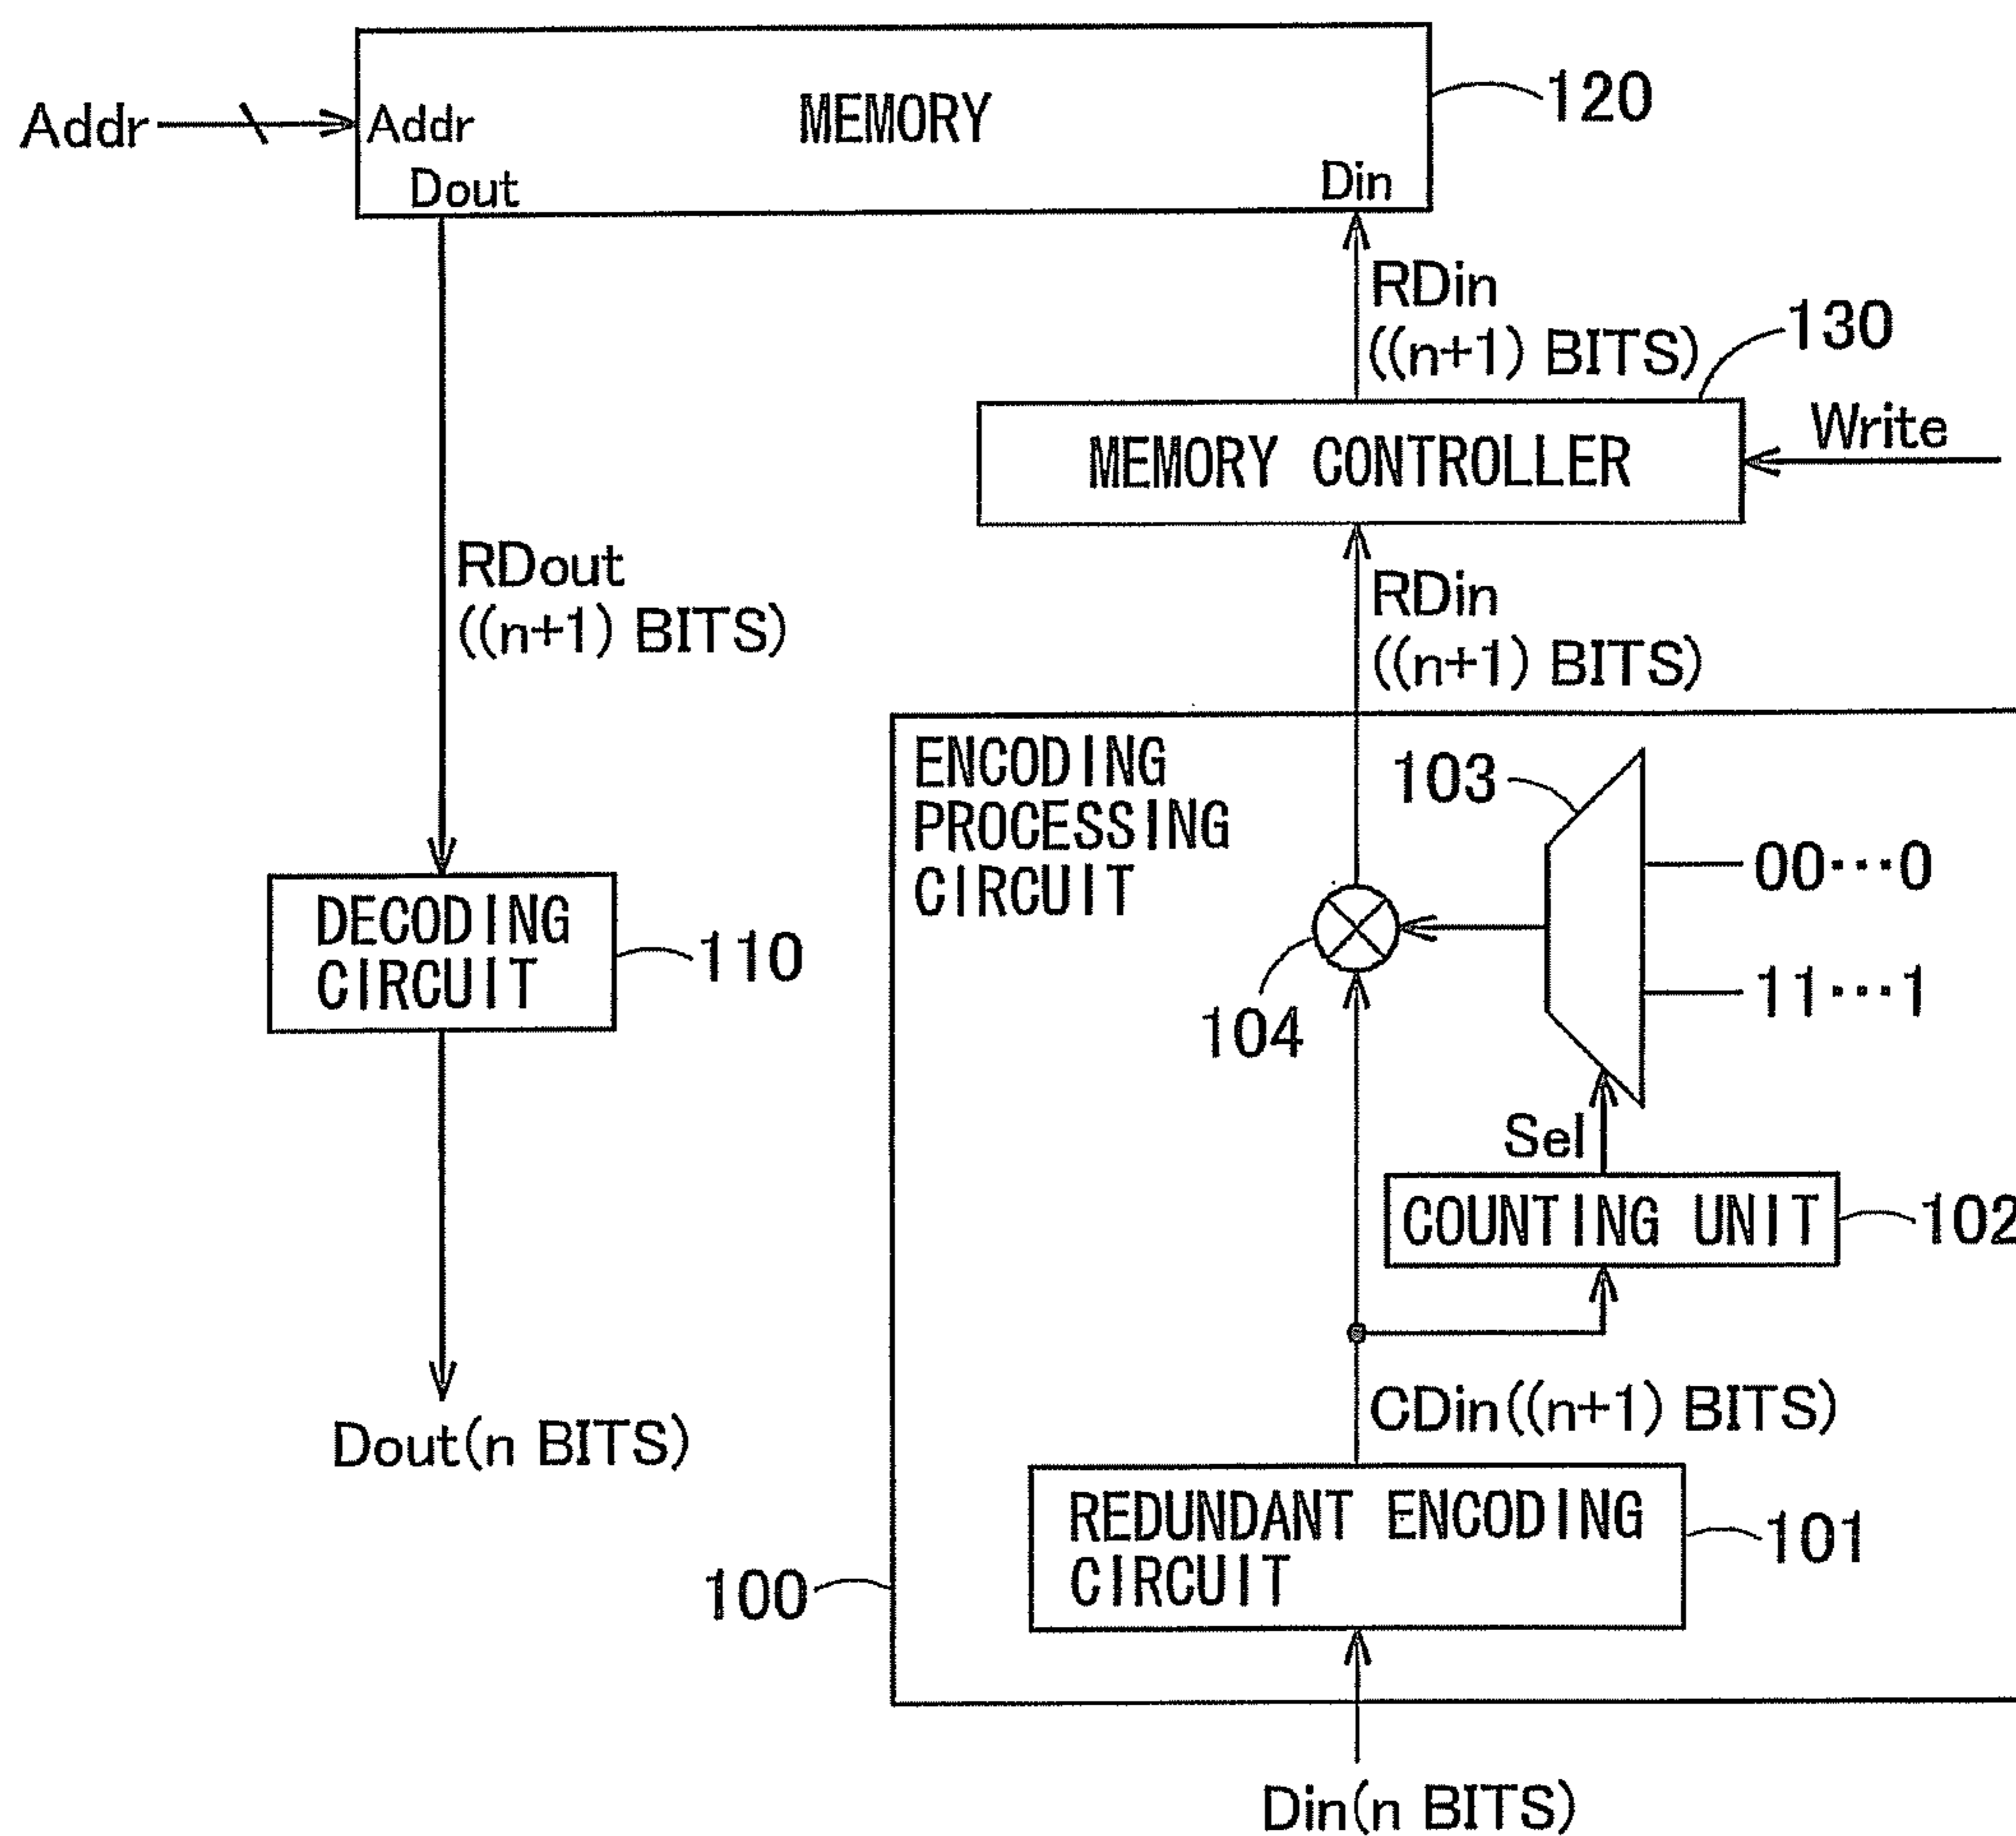 MEMORY
120
Addr
Addr
Dout
Din
RDin
((n+1) BITS)
130
MEMORY CONTROLLER
Write
RDout
((n+1) BITS)
RDin
((n+1) BITS)
ENCODING
PROCESSING
CIRCUIT
103
00···0
11···1
104
DECODING
CIRCUIT
110
Sel
COUNTING UNIT
102
Dout(n BITS)
CDin((n+1) BITS)
REDUNDANT ENCODING
CIRCUIT
101
100
Din(n BITS)